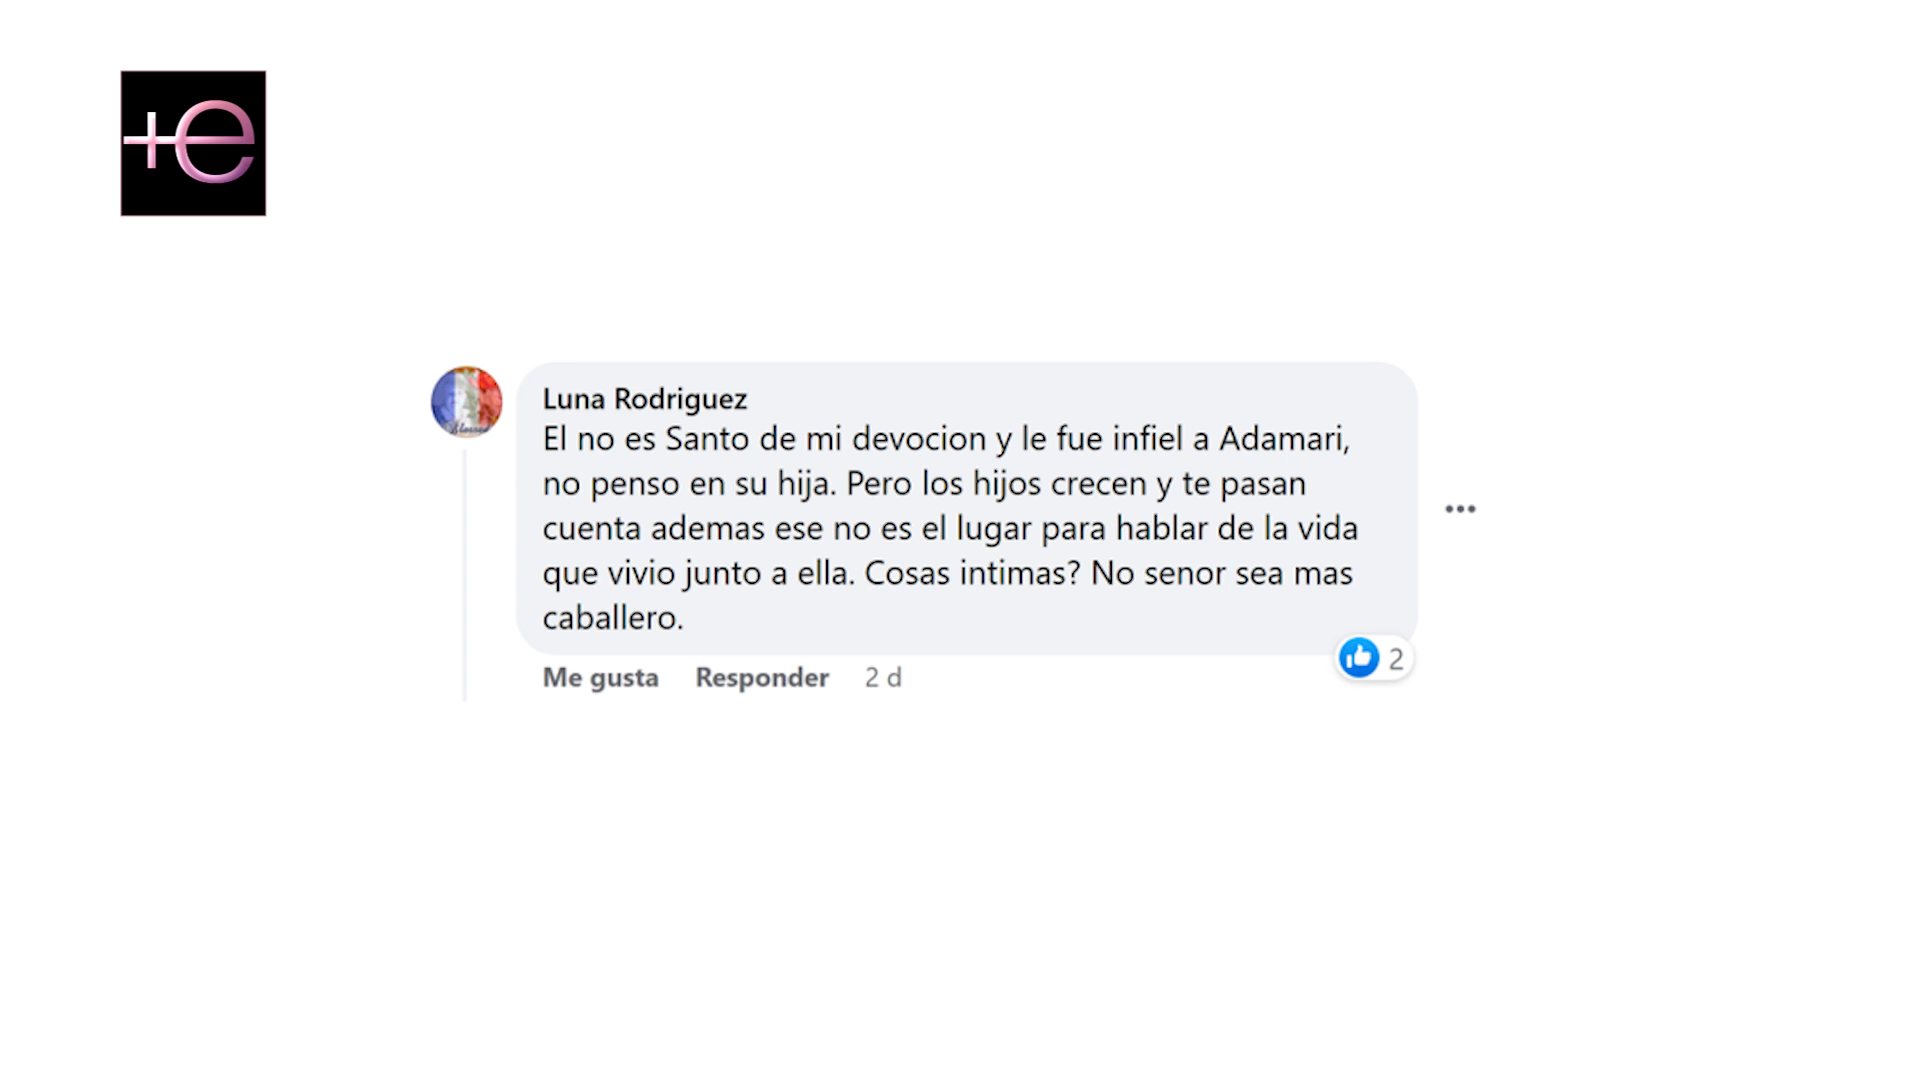 +e
Luna Rodriguez
El no es Santo de mi devocion y le fue infiel a Adamari,
no penso en su hija. Pero los hijos crecen y te pasan
cuenta ademas ese no es el lugar para hablar de la vida
que vivio junto a ella. Cosas intimas? No senor sea mas
caballero.
2
Me gusta Responder 2 d